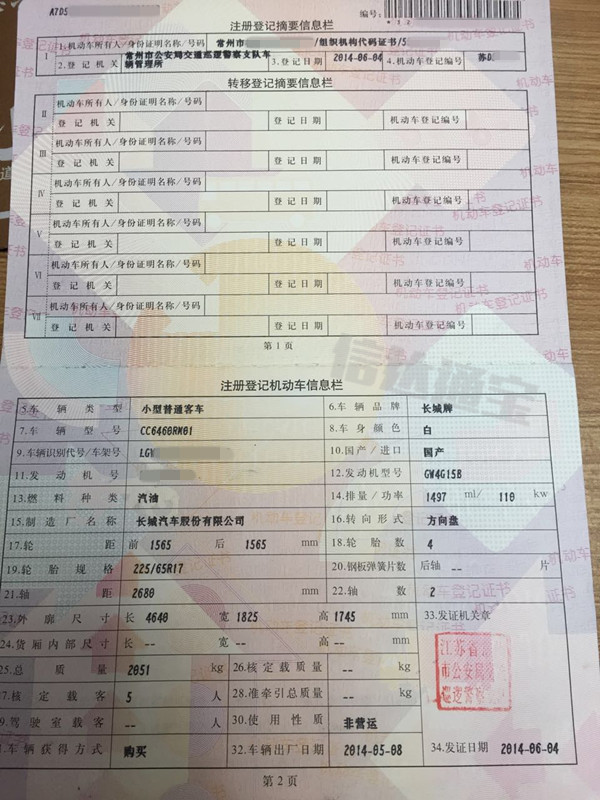 A7D5
编号:
注册登记摘要信息栏
I 1.机动车所有人/身份证明名称/号码 常州市 /组织机构代码证书/5
2.登记机关 常州市公安局交通巡逻警察支队车辆管理所 3.登记日期 2014-06-04 4.机动车登记编号 苏D
转移登记摘要信息栏
II 机动车所有人/身份证明名称/号码
登记机关 登记日期 机动车登记编号
III 机动车所有人/身份证明名称/号码
登记机关 登记日期 机动车登记编号
IV 机动车所有人/身份证明名称/号码
登记机关 登记日期 机动车登记编号
V 机动车所有人/身份证明名称/号码
登记机关 登记日期 机动车登记编号
VI 机动车所有人/身份证明名称/号码
登记机关 登记日期 机动车登记编号
VII 机动车所有人/身份证明名称/号码
登记机关 登记日期 机动车登记编号
第1页
注册登记机动车信息栏
5.车辆类型 小型普通客车 6.车辆品牌 长城牌
7.车辆型号 CC6460RM01 8.车身颜色 白
9.车辆识别代号/车架号 LGW 10.国产/进口 国产
11.发动机号 12.发动机型号 GW4G15B
13.燃料种类 汽油 14.排量/功率 1497 ml/ 110 kw
15.制造厂名称 长城汽车股份有限公司 16.转向形式 方向盘
17.轮距 前 1565 后 1565 mm 18.轮胎数 4
19.轮胎规格 225/65R17 20.钢板弹簧片数 后轴 -- 片
21.轴距 2680 mm 22.轴数 2
23.外廓尺寸 长 4640 宽 1825 高 1745 mm 33.发证机关章
24.货厢内部尺寸 长 -- 宽 -- 高 -- mm
江苏省
市公安局
巡逻警
25.总质量 2051 kg 26.核定载质量 -- kg
27.核定载客 5 人 28.准牵引总质量 -- kg
9.驾驶室载客 -- 人 30.使用性质 非营运
车辆获得方式 购买 32.车辆出厂日期 2014-05-08 34.发证日期 2014-06-04
第2页